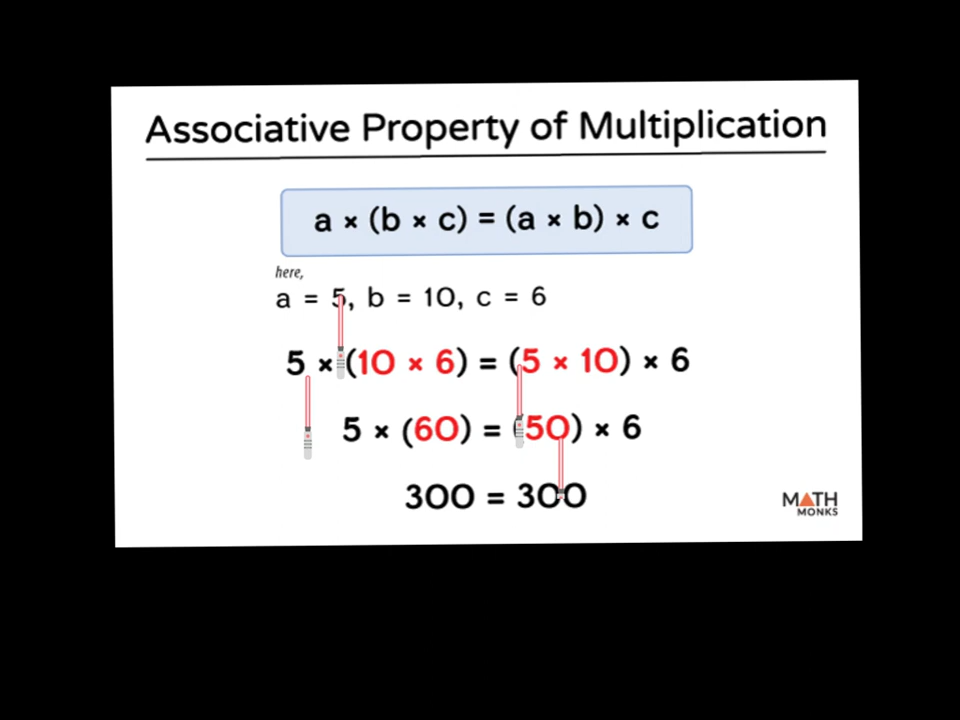 Associative Property of Multiplication
a × (b × c) = (a × b) × c
here,
a = 5, b = 10, c = 6
5 × (10 × 6) = (5 × 10) × 6
5 × (60) = (50) × 6
300 = 300
MATH
MONKS